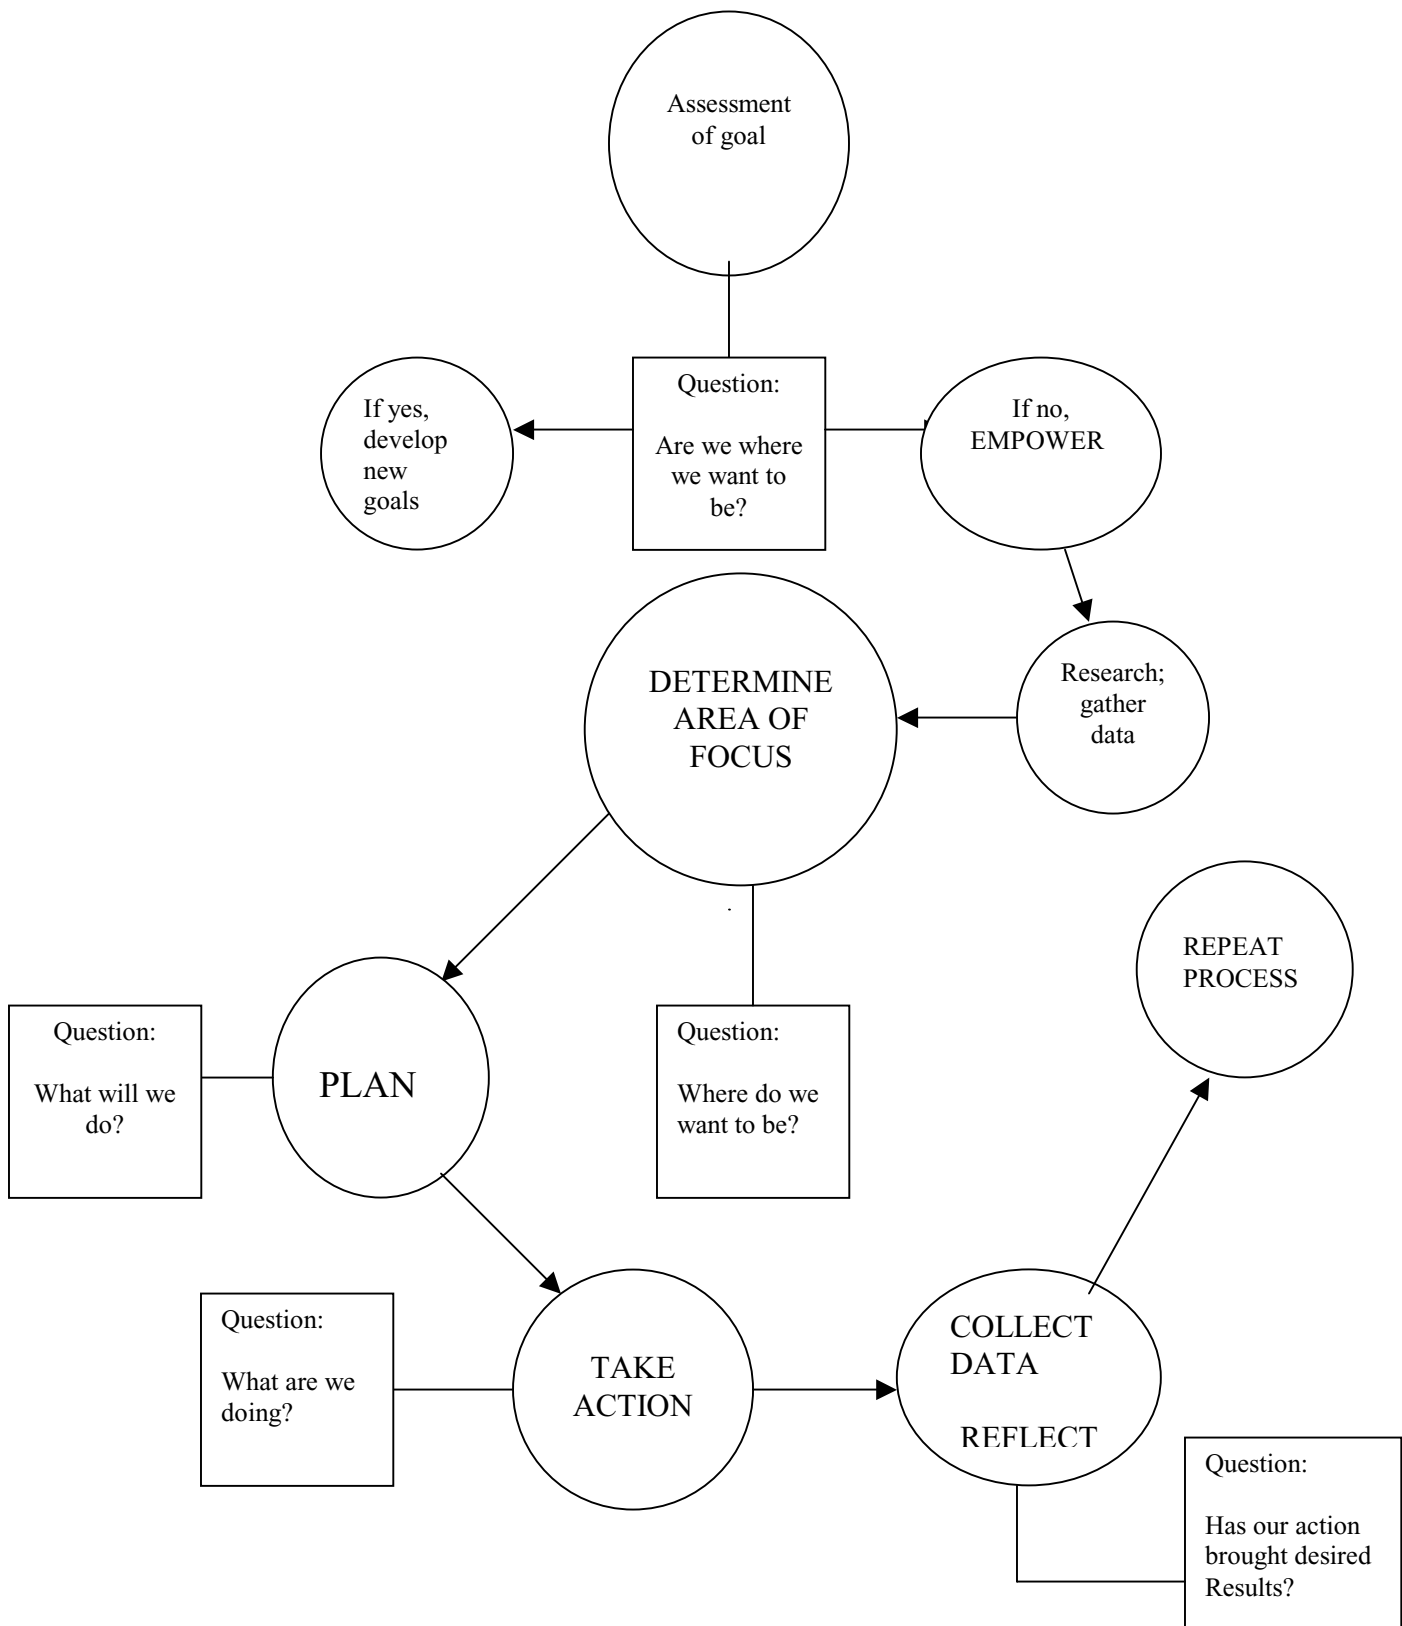 Assessment
of goal
If yes,
develop
new
goals
Question:
Are we where
we want to
be?
If no,
EMPOWER
DETERMINE
AREA OF
FOCUS
Research;
gather
data
REPEAT
PROCESS
Question:
What will we
do?
PLAN
Question:
Where do we
want to be?
Question:
What are we
doing?
TAKE
ACTION
COLLECT
DATA
REFLECT
Question:
Has our action
brought desired
Results?